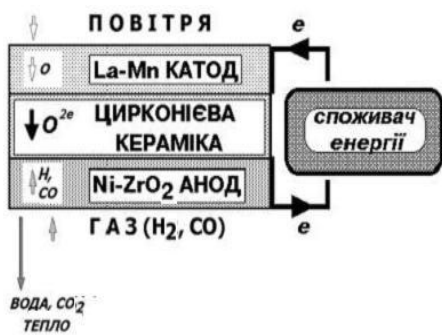 ПОВІТРЯ
e
O
La-Mn КАТОД
O²ᵉ
ЦИРКОНІЄВА
КЕРАМІКА
споживач
енергії
H,
CO
Ni-ZrO₂ АНОД
ГАЗ (H₂, CO)
e
ВОДА, CO₂
ТЕПЛО